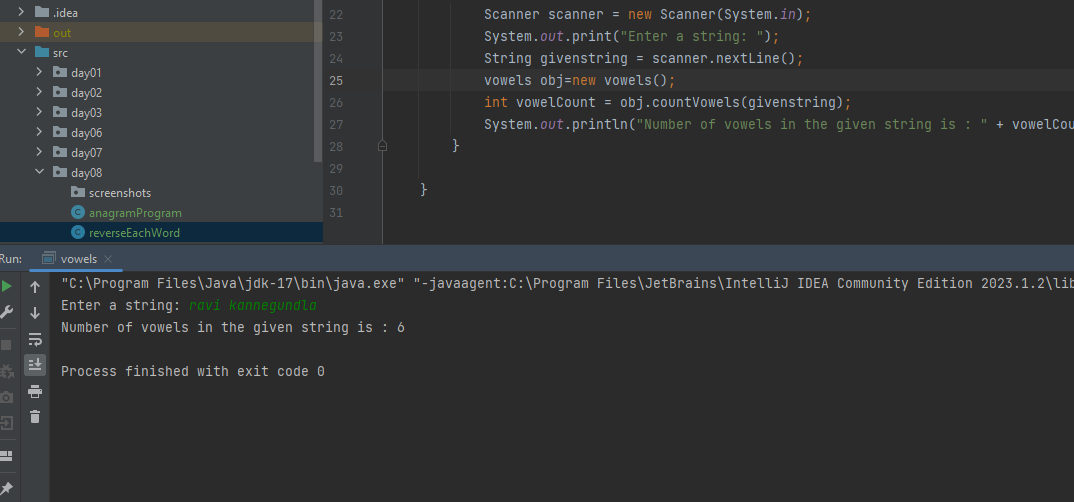 .idea
out
src
day01
day02
day03
day06
day07
day08
screenshots
anagramProgram
reverseEachWord
22 Scanner scanner = new Scanner(System.in);
23 System.out.print("Enter a string: ");
24 String givenstring = scanner.nextLine();
25 vowels obj=new vowels();
26 int vowelCount = obj.countVowels(givenstring);
27 System.out.println("Number of vowels in the given string is : " + vowelCou
28 }
29
30 }
31
Run: vowels
"C:\Program Files\Java\jdk-17\bin\java.exe" "-javaagent:C:\Program Files\JetBrains\IntelliJ IDEA Community Edition 2023.1.2\lib
Enter a string: ravi kannegundla
Number of vowels in the given string is : 6
Process finished with exit code 0